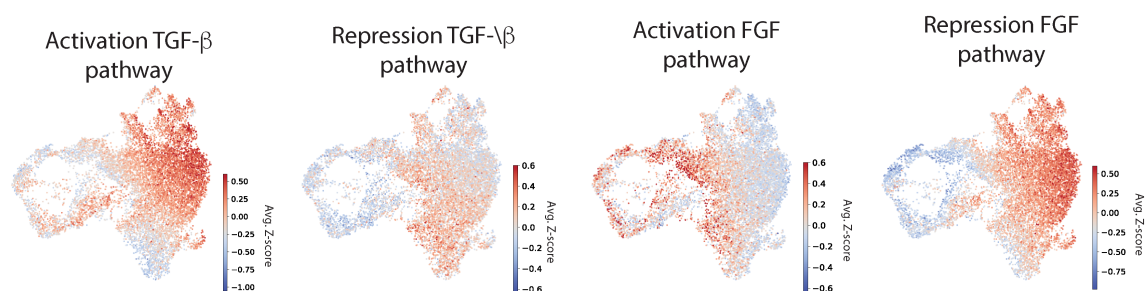 Activation TGF-β
pathway
0.50
0.25
0.00
−0.25
−0.50
−0.75
−1.00
Avg. Z-score
Repression TGF-\β
pathway
0.6
0.4
0.2
0.0
−0.2
−0.4
−0.6
Avg. Z-score
Activation FGF
pathway
0.6
0.4
0.2
0.0
−0.2
−0.4
−0.6
Avg. Z-score
Repression FGF
pathway
0.50
0.25
0.00
−0.25
−0.50
−0.75
Avg. Z-score